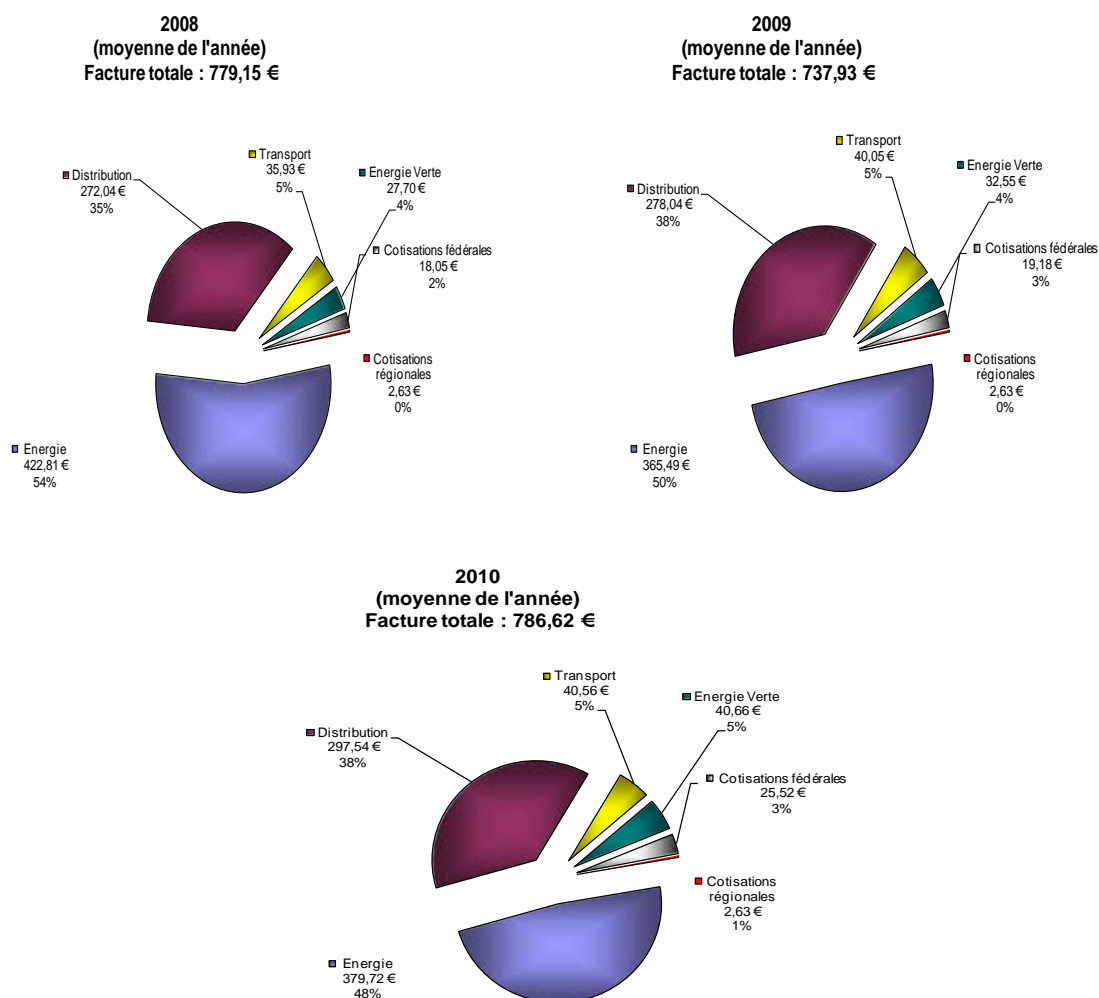 2008
(moyenne de l'année)
Facture totale : 779,15 €
Transport
35,93 €
5%
Energie Verte
27,70 €
4%
Distribution
272,04 €
35%
Cotisations fédérales
18,05 €
2%
Cotisations
régionales
2,63 €
0%
Energie
422,81 €
54%
2009
(moyenne de l'année)
Facture totale : 737,93 €
Transport
40,05 €
5%
Energie Verte
32,55 €
4%
Distribution
278,04 €
38%
Cotisations fédérales
19,18 €
3%
Cotisations
régionales
2,63 €
0%
Energie
365,49 €
50%
2010
(moyenne de l'année)
Facture totale : 786,62 €
Transport
40,56 €
5%
Energie Verte
40,66 €
5%
Distribution
297,54 €
38%
Cotisations fédérales
25,52 €
3%
Cotisations
régionales
2,63 €
1%
Energie
379,72 €
48%